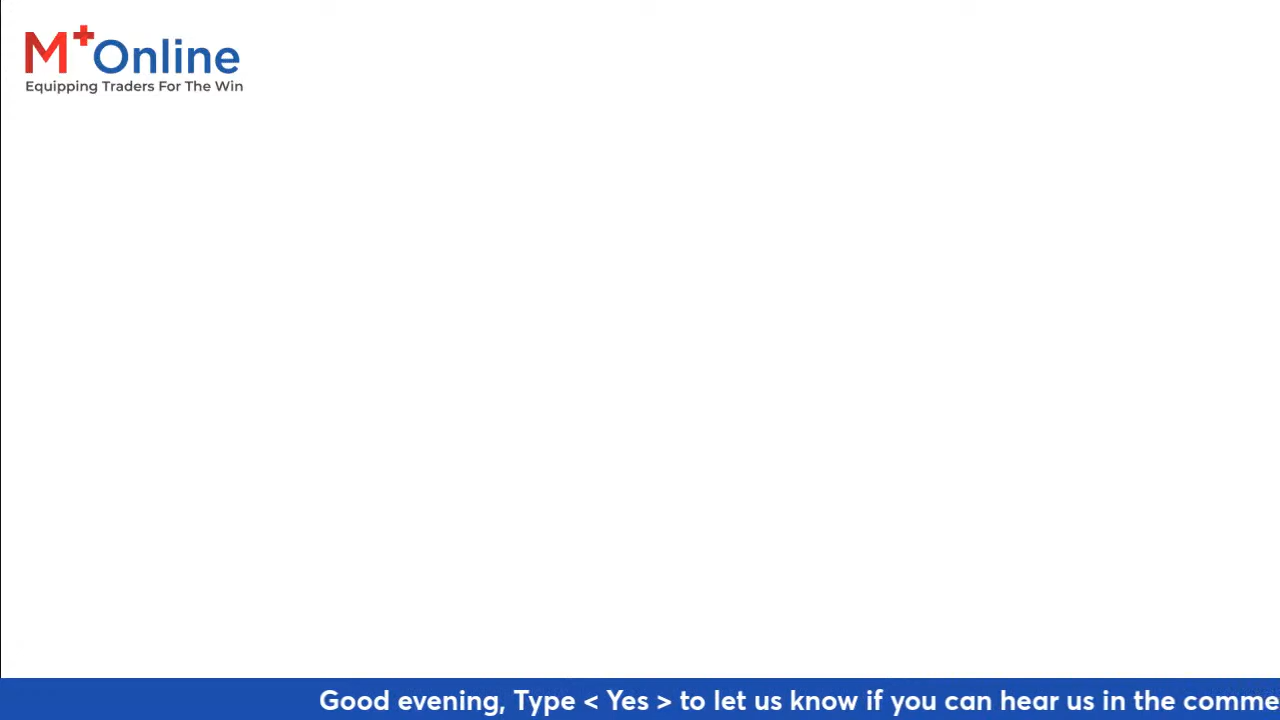 M+Online
Equipping Traders For The Win
Good evening, Type < Yes > to let us know if you can hear us in the comme